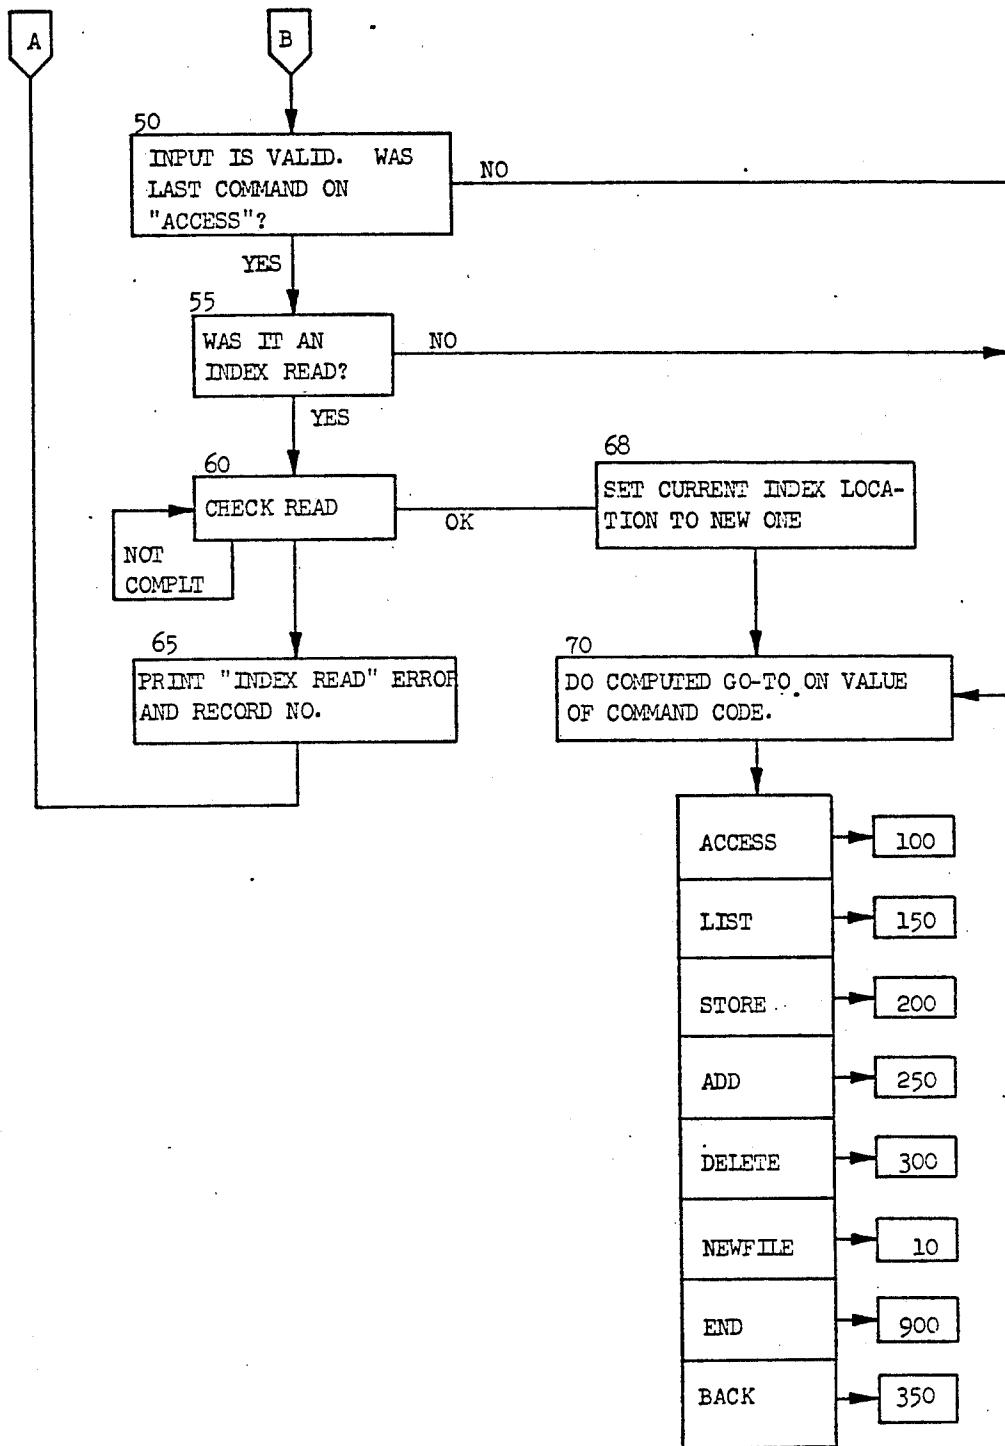 A
B
50
INPUT IS VALID. WAS
LAST COMMAND ON
"ACCESS"?
NO
YES
55
WAS IT AN
INDEX READ?
NO
YES
60
CHECK READ
OK
NOT
COMPLT
68
SET CURRENT INDEX LOCA-
TION TO NEW ONE
65
PRINT "INDEX READ" ERROR
AND RECORD NO.
70
DO COMPUTED GO-TO ON VALUE
OF COMMAND CODE.
ACCESS
100
LIST
150
STORE
200
ADD
250
DELETE
300
NEWFILE
10
END
900
BACK
350